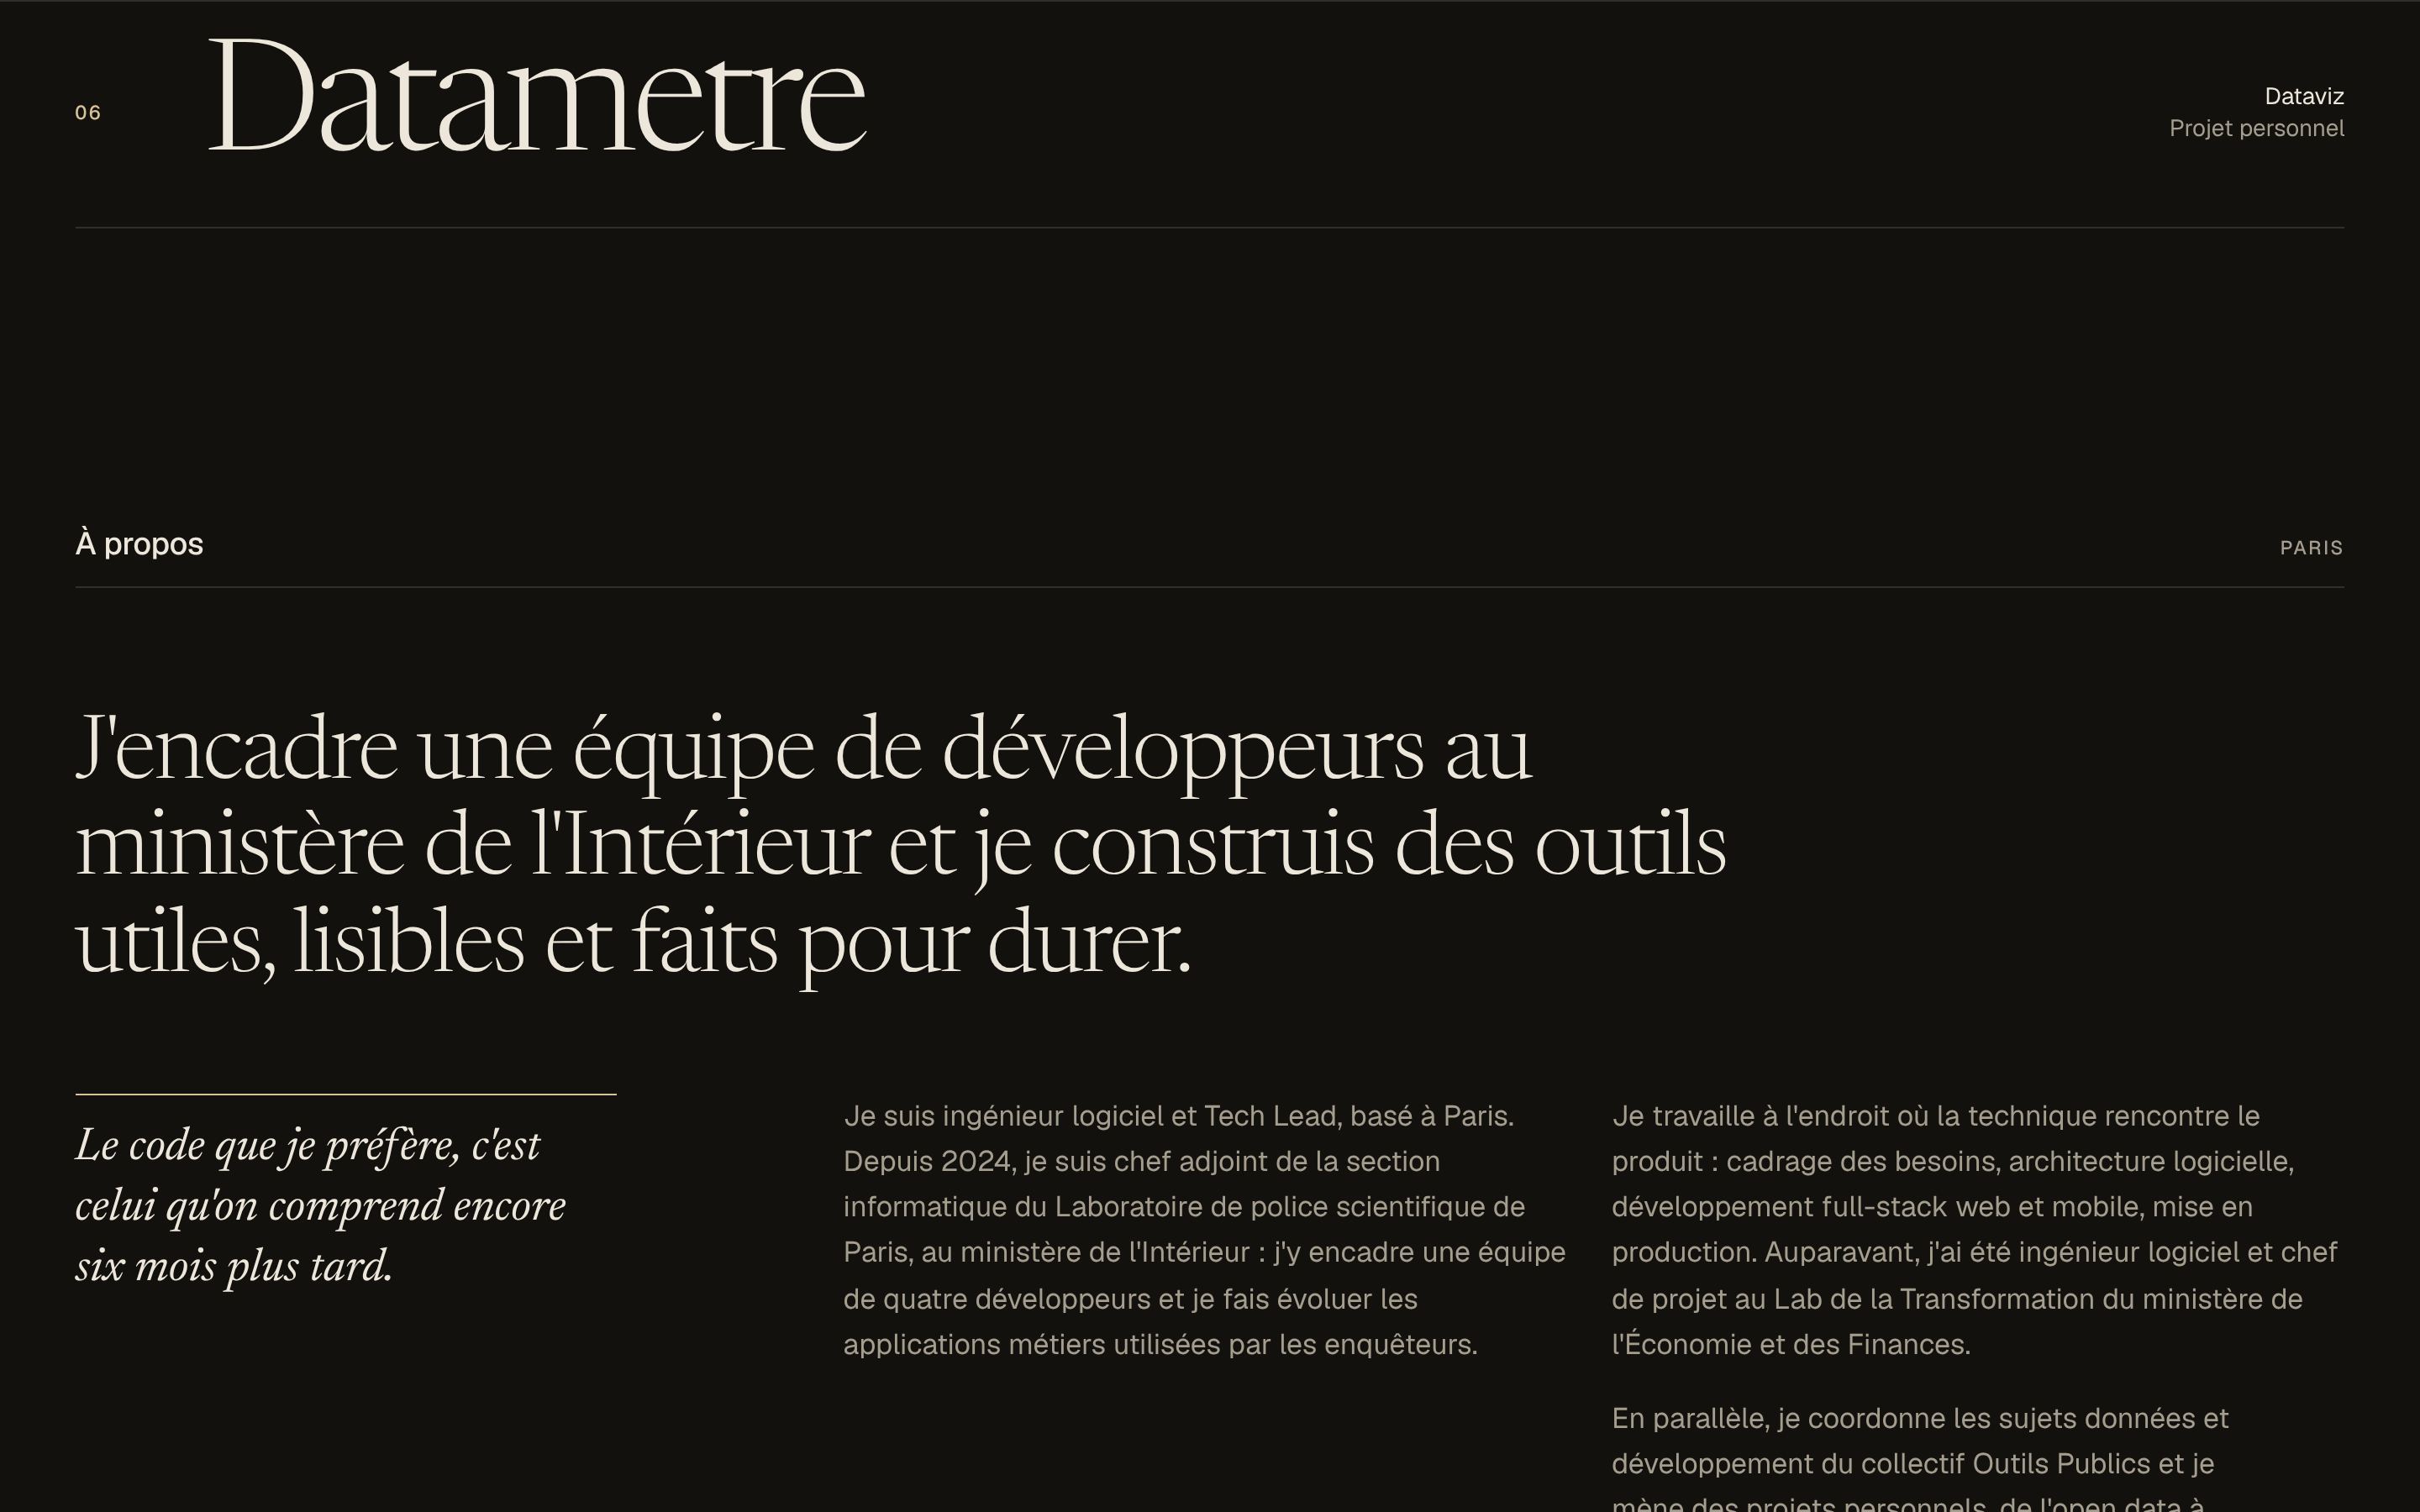 06
Datametre
Dataviz
Projet personnel
À propos
PARIS
J'encadre une équipe de développeurs au
ministère de l'Intérieur et je construis des outils
utiles, lisibles et faits pour durer.
Le code que je préfère, c'est
celui qu'on comprend encore
six mois plus tard.
Je suis ingénieur logiciel et Tech Lead, basé à Paris.
Depuis 2024, je suis chef adjoint de la section
informatique du Laboratoire de police scientifique de
Paris, au ministère de l'Intérieur : j'y encadre une équipe
de quatre développeurs et je fais évoluer les
applications métiers utilisées par les enquêteurs.
Je travaille à l'endroit où la technique rencontre le
produit : cadrage des besoins, architecture logicielle,
développement full-stack web et mobile, mise en
production. Auparavant, j'ai été ingénieur logiciel et chef
de projet au Lab de la Transformation du ministère de
l'Économie et des Finances.
En parallèle, je coordonne les sujets données et
développement du collectif Outils Publics et je
mène des projets personnels, de l'open data à